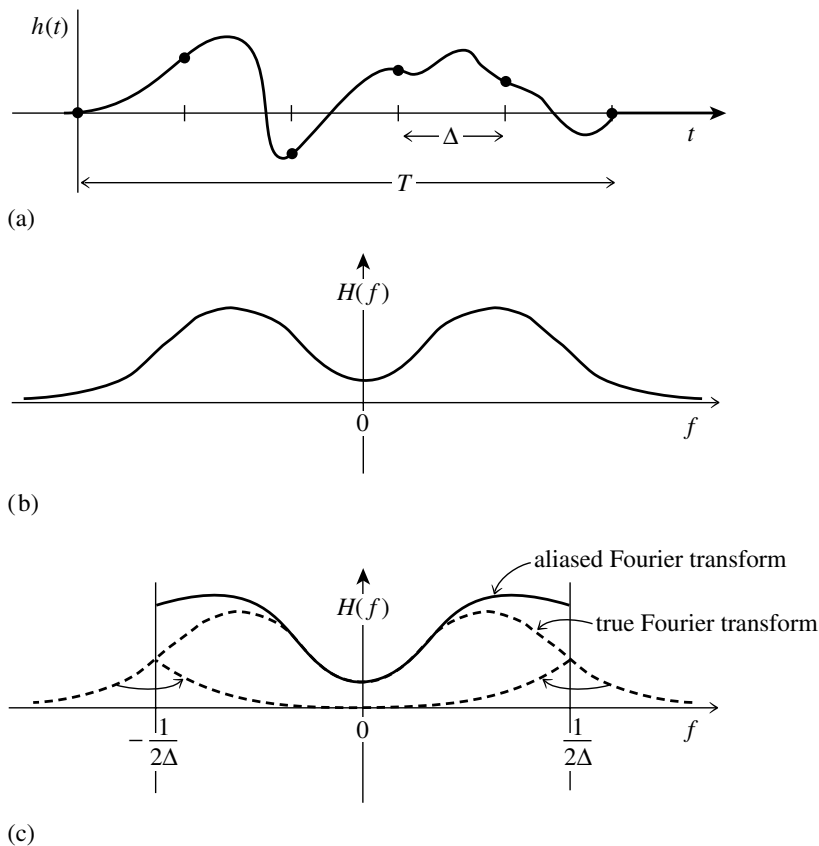 h(t)
Δ
t
T
(a)
H(f)
0
f
(b)
aliased Fourier transform
H(f)
true Fourier transform
0
f
− 1/2Δ
1/2Δ
(c)